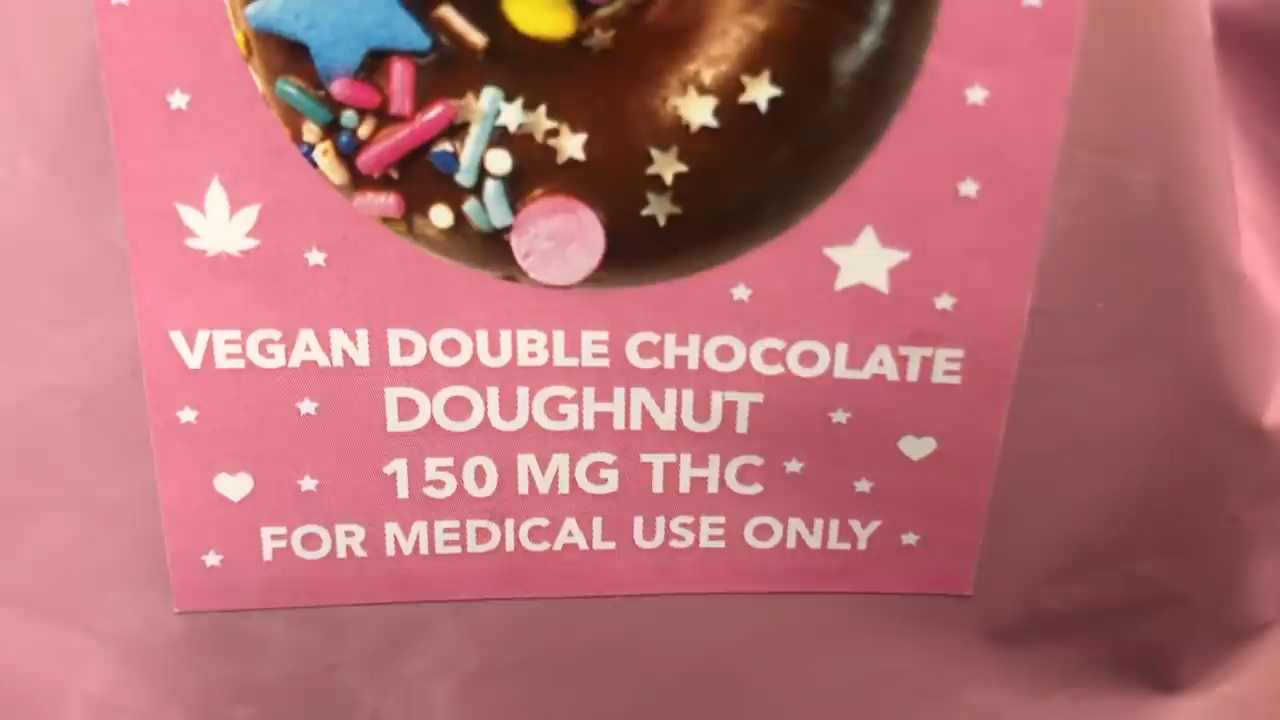 VEGAN DOUBLE CHOCOLATE
DOUGHNUT
150 MG THC
FOR MEDICAL USE ONLY